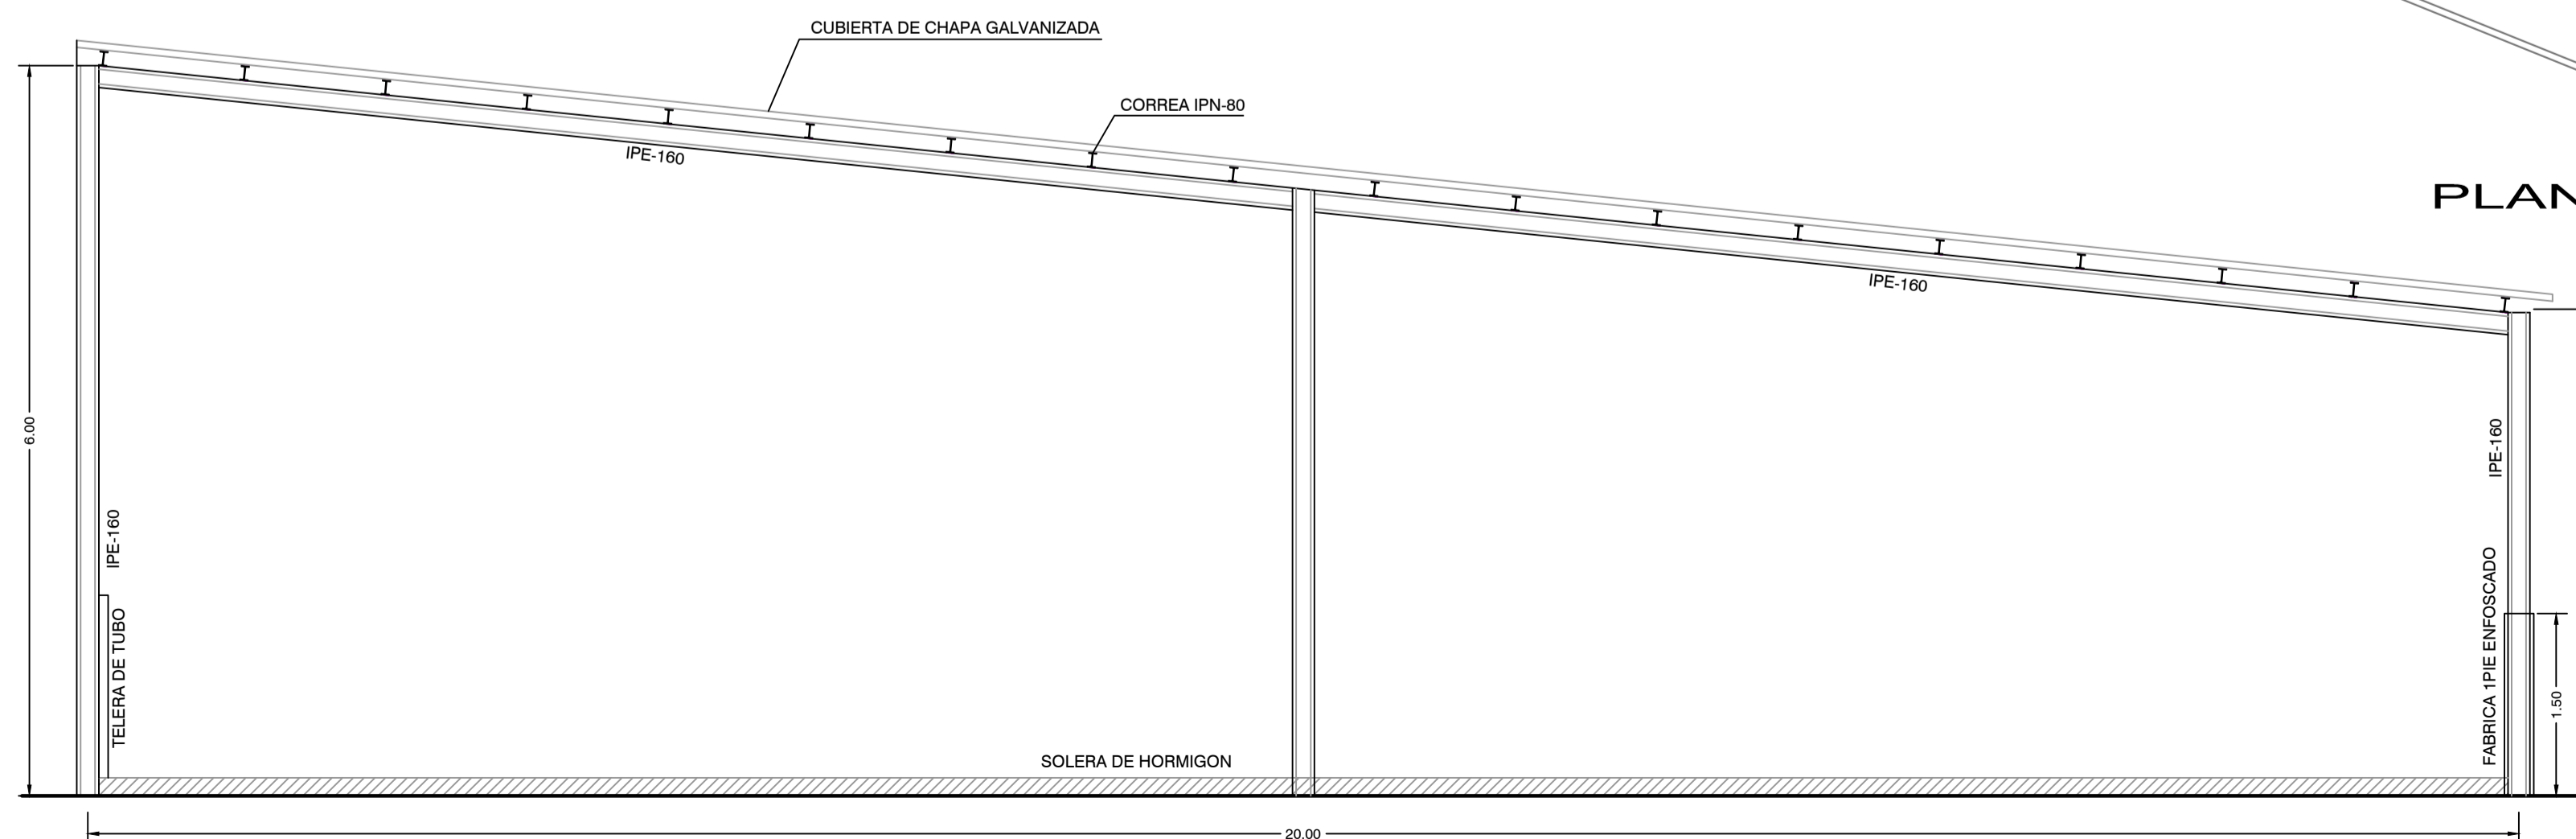 CUBIERTA DE CHAPA GALVANIZADA
CORREA IPN-80
IPE-160
PLAN
IPE-160
6.00
IPE-160
IPE-160
TELERA DE TUBO
FABRICA 1PIE ENFOSCADO
1.50
SOLERA DE HORMIGON
20.00